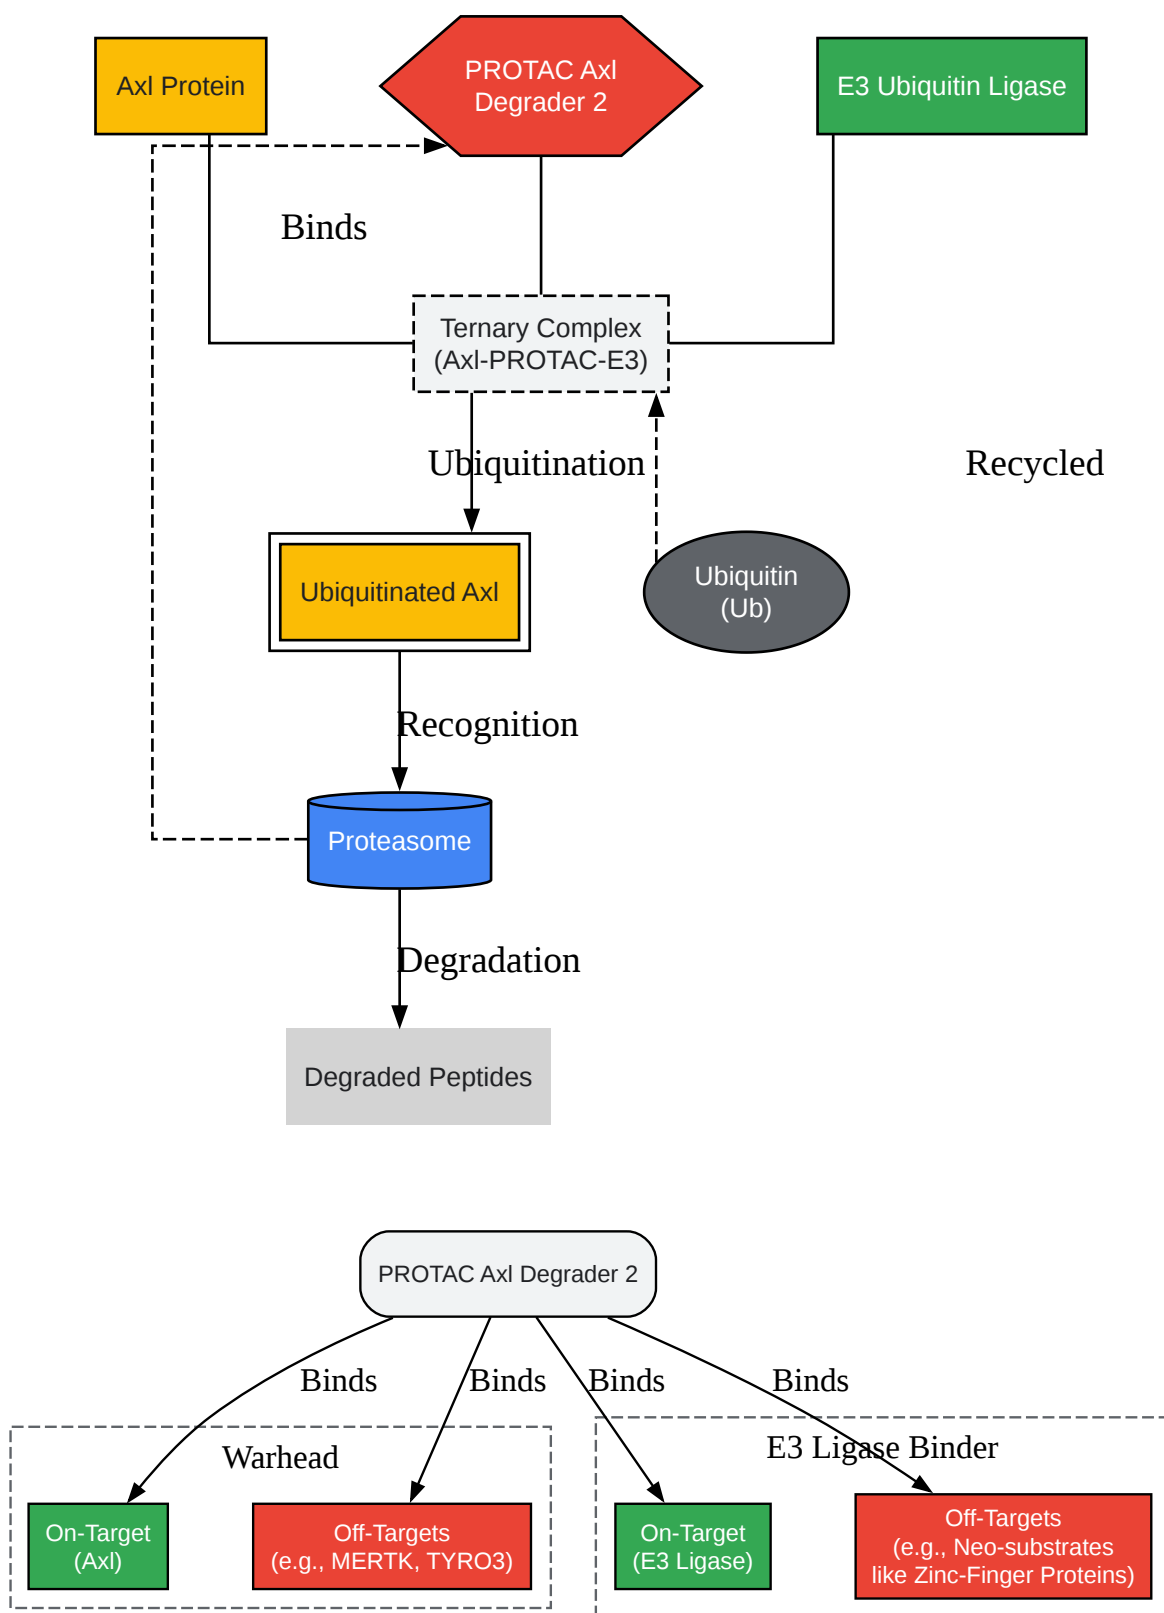 Axl Protein
PROTAC Axl
Degrader 2
E3 Ubiquitin Ligase
Binds
Ternary Complex
(Axl-PROTAC-E3)
Ubiquitination
Recycled
Ubiquitinated Axl
Ubiquitin
(Ub)
Recognition
Proteasome
Degradation
Degraded Peptides
PROTAC Axl Degrader 2
Binds
Binds
Binds
Binds
Warhead
E3 Ligase Binder
On-Target
(Axl)
Off-Targets
(e.g., MERTK, TYRO3)
On-Target
(E3 Ligase)
Off-Targets
(e.g., Neo-substrates
like Zinc-Finger Proteins)